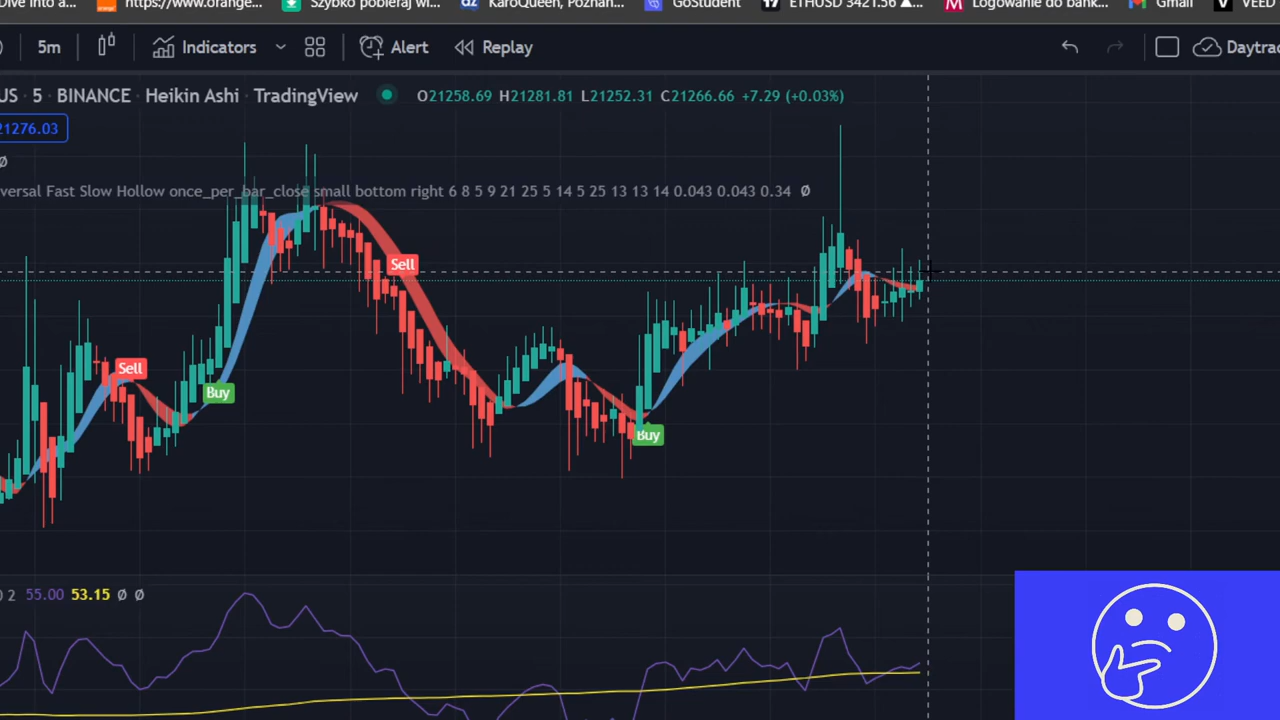 Dive into a... https://www.orange... Szybko pobieraj wi... KaroQueen, Poznań... GoStudent ETHUSD 3421.56 ▲... Logowanie do bank... Gmail VEED
5m Indicators Alert Replay Daytra
US · 5 · BINANCE · Heikin Ashi · TradingView O21258.69 H21281.81 L21252.31 C21266.66 +7.29 (+0.03%)
21276.03
Ø
versal Fast Slow Hollow once_per_bar_close small bottom right 6 8 5 9 21 25 5 14 5 25 13 13 14 0.043 0.043 0.34 Ø
Sell
Sell
Buy
Buy
2 55.00 53.15 Ø Ø